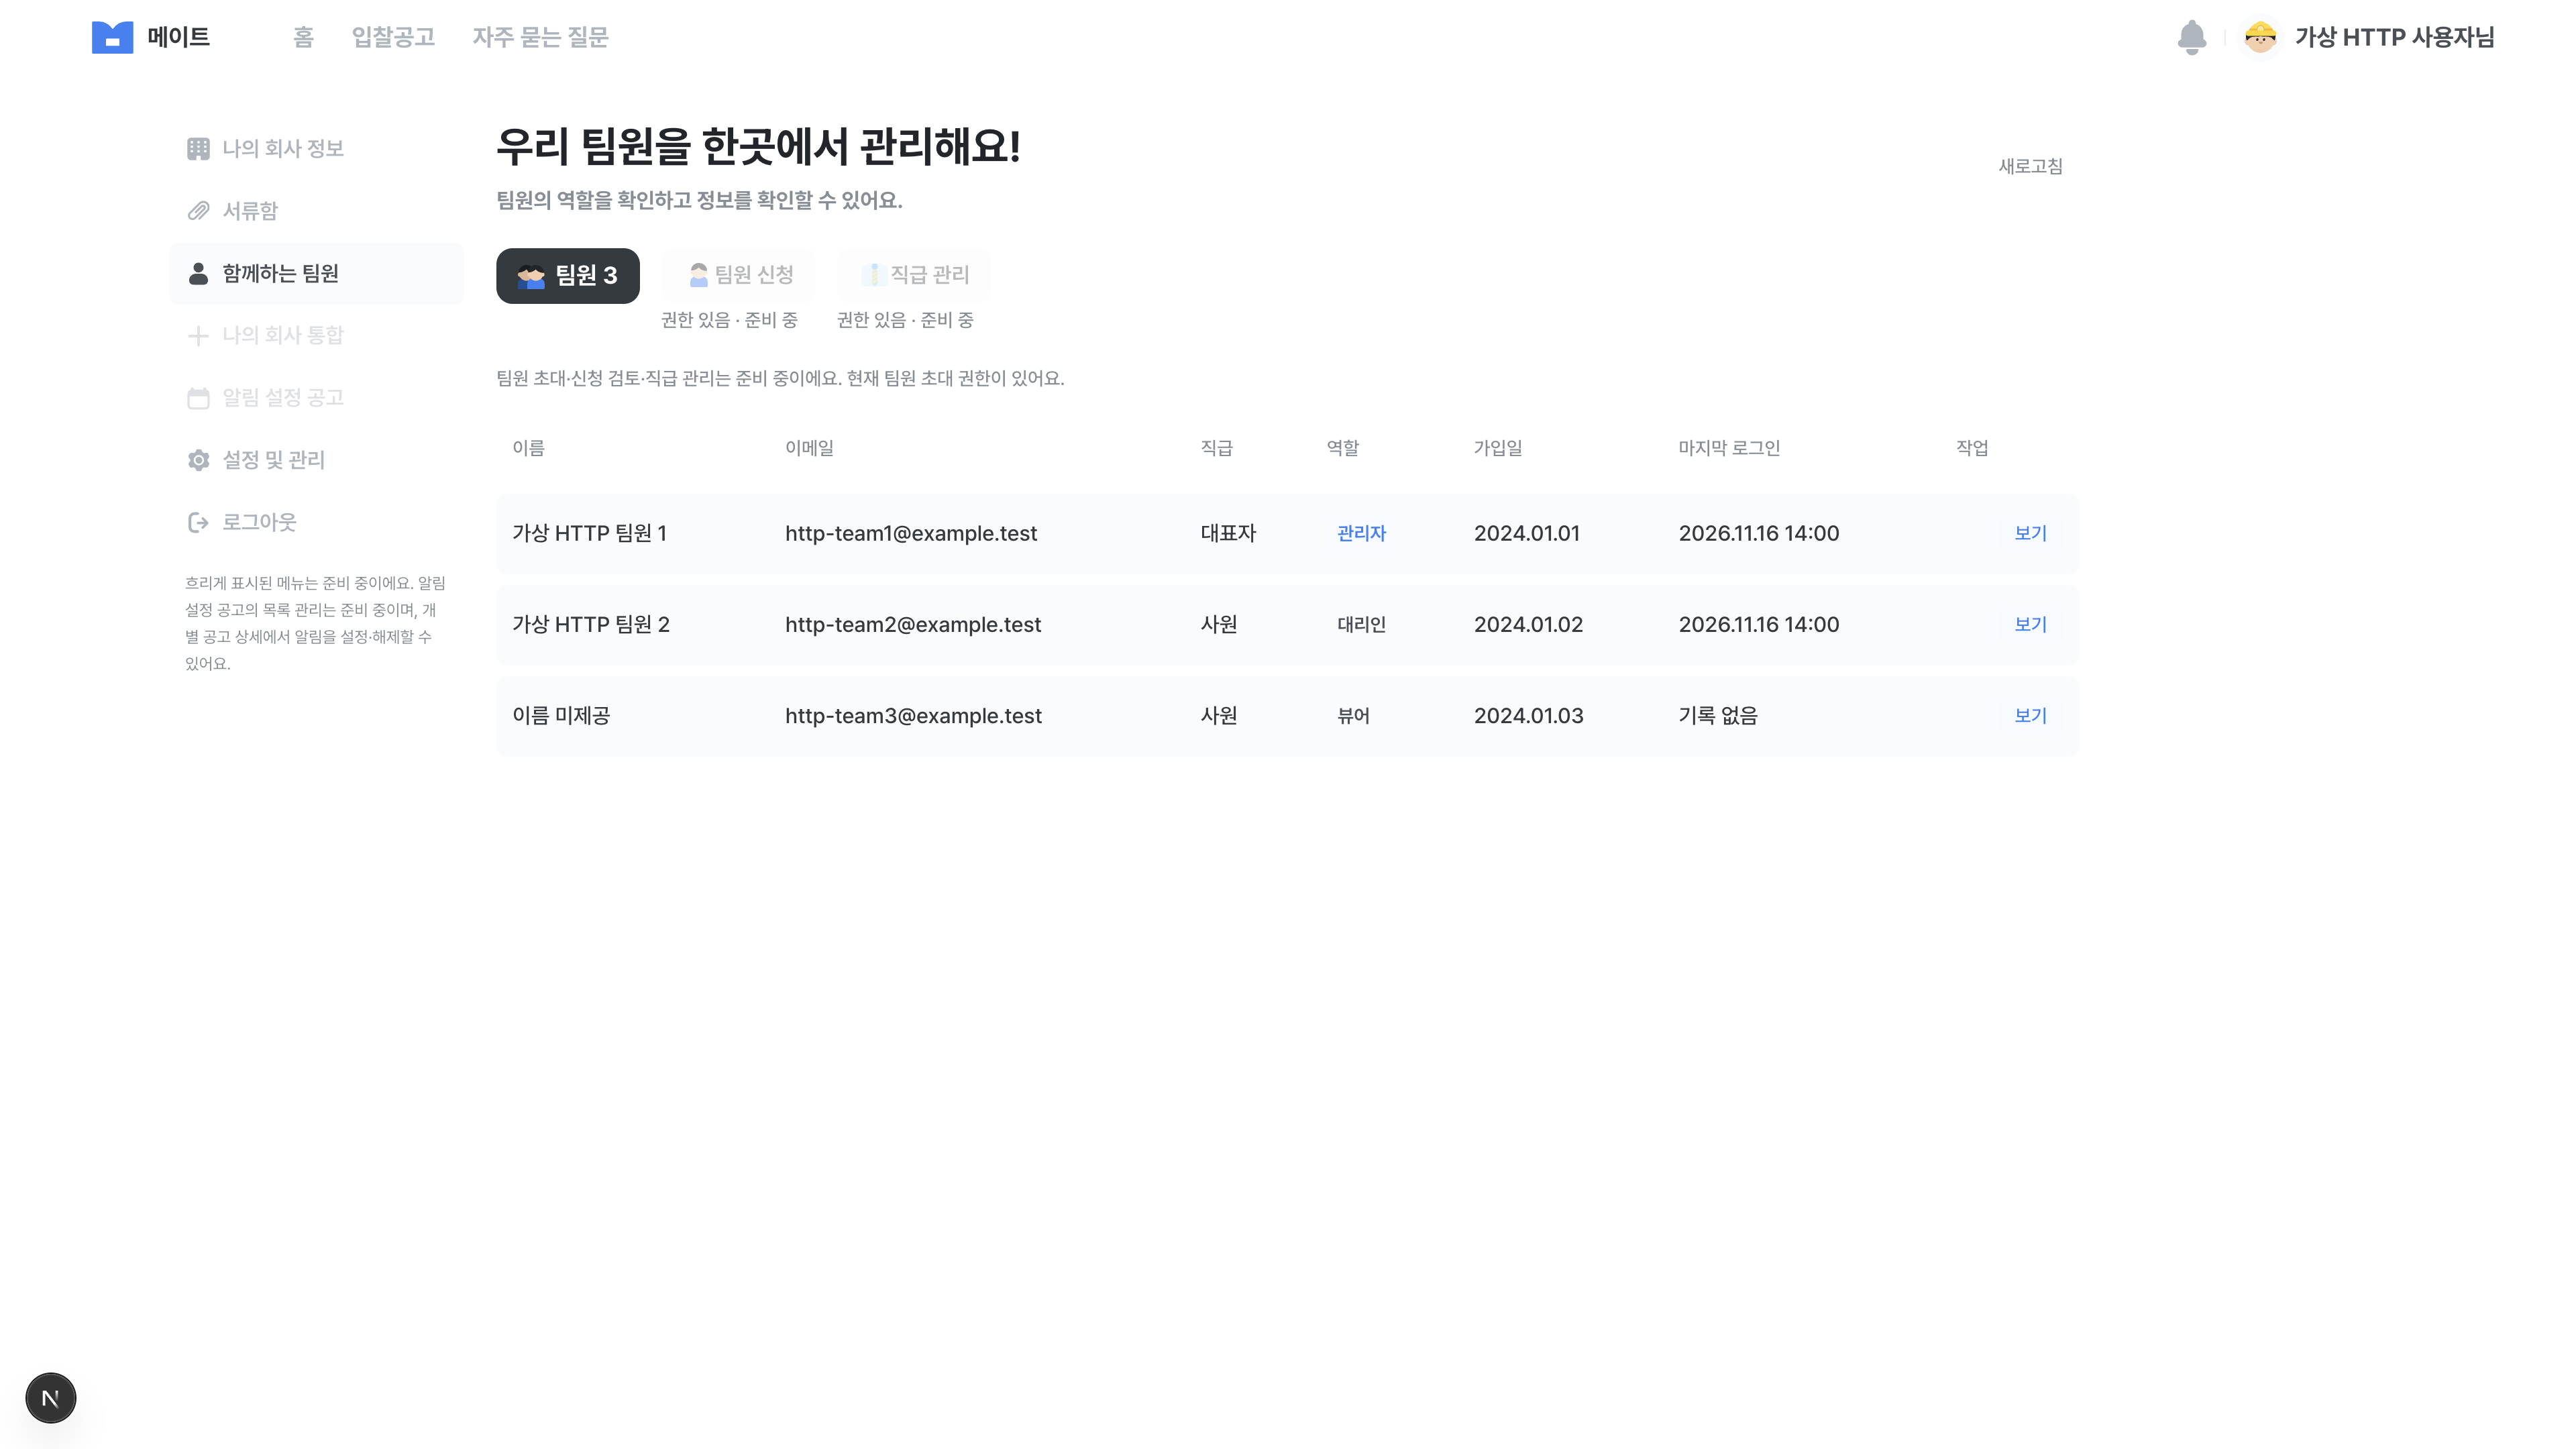 메이트 홈 입찰공고 자주 묻는 질문 가상 HTTP 사용자님
나의 회사 정보
서류함
함께하는 팀원
나의 회사 통합
알림 설정 공고
설정 및 관리
로그아웃
흐리게 표시된 메뉴는 준비 중이에요. 알림
설정 공고의 목록 관리는 준비 중이며, 개
별 공고 상세에서 알림을 설정·해제할 수
있어요.
우리 팀원을 한곳에서 관리해요!
팀원의 역할을 확인하고 정보를 확인할 수 있어요.
새로고침
팀원 3 팀원 신청 직급 관리
권한 있음 · 준비 중 권한 있음 · 준비 중
팀원 초대·신청 검토·직급 관리는 준비 중이에요. 현재 팀원 초대 권한이 있어요.
이름 이메일 직급 역할 가입일 마지막 로그인 작업
가상 HTTP 팀원 1 http-team1@example.test 대표자 관리자 2024.01.01 2026.11.16 14:00 보기
가상 HTTP 팀원 2 http-team2@example.test 사원 대리인 2024.01.02 2026.11.16 14:00 보기
이름 미제공 http-team3@example.test 사원 뷰어 2024.01.03 기록 없음 보기
N